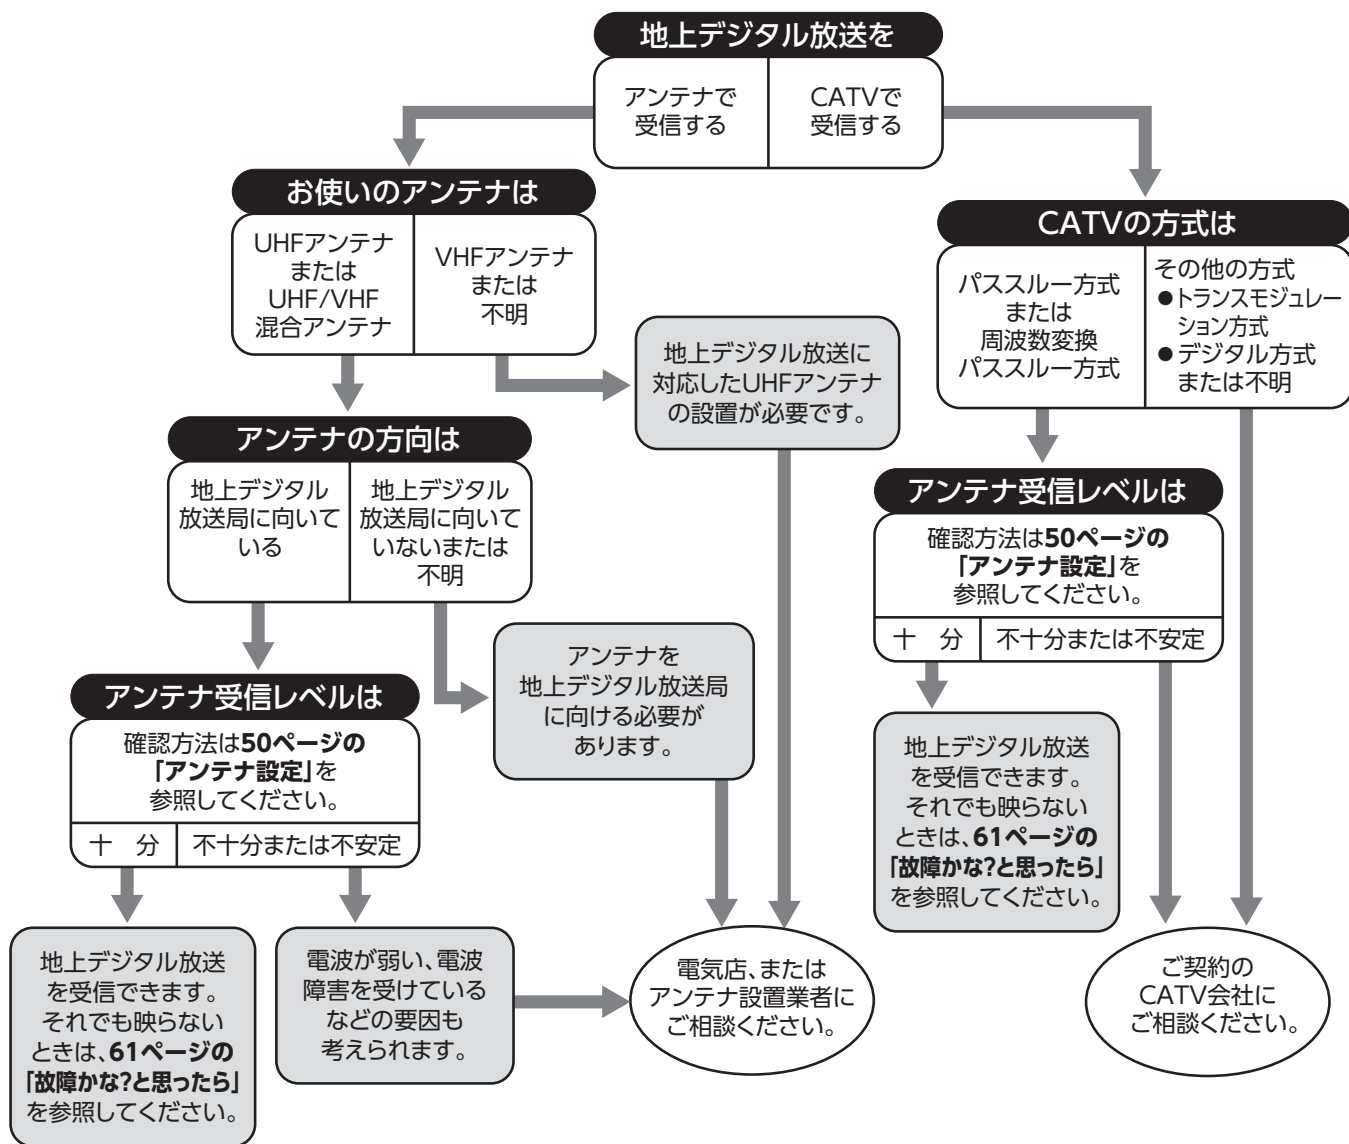 地上デジタル放送を
アンテナで
受信する
CATVで
受信する
お使いのアンテナは
UHFアンテナ
または
UHF/VHF
混合アンテナ
VHFアンテナ
または
不明
CATVの方式は
パススルー方式
または
周波数変換
パススルー方式
その他の方式
●トランスモジュレー
ション方式
●デジタル方式
または不明
地上デジタル放送に
対応したUHFアンテナ
の設置が必要です。
アンテナの方向は
地上デジタル
放送局に向いて
いる
地上デジタル
放送局に向いて
いないまたは
不明
アンテナ受信レベルは
確認方法は50ページの
「アンテナ設定」を
参照してください。
十　分
不十分または不安定
アンテナを
地上デジタル放送局
に向ける必要が
あります。
アンテナ受信レベルは
確認方法は50ページの
「アンテナ設定」を
参照してください。
十　分
不十分または不安定
地上デジタル放送
を受信できます。
それでも映らない
ときは、61ページの
「故障かな?と思ったら」
を参照してください。
地上デジタル放送
を受信できます。
それでも映らない
ときは、61ページの
「故障かな?と思ったら」
を参照してください。
電波が弱い、電波
障害を受けている
などの要因も
考えられます。
電気店、または
アンテナ設置業者に
ご相談ください。
ご契約の
CATV会社に
ご相談ください。